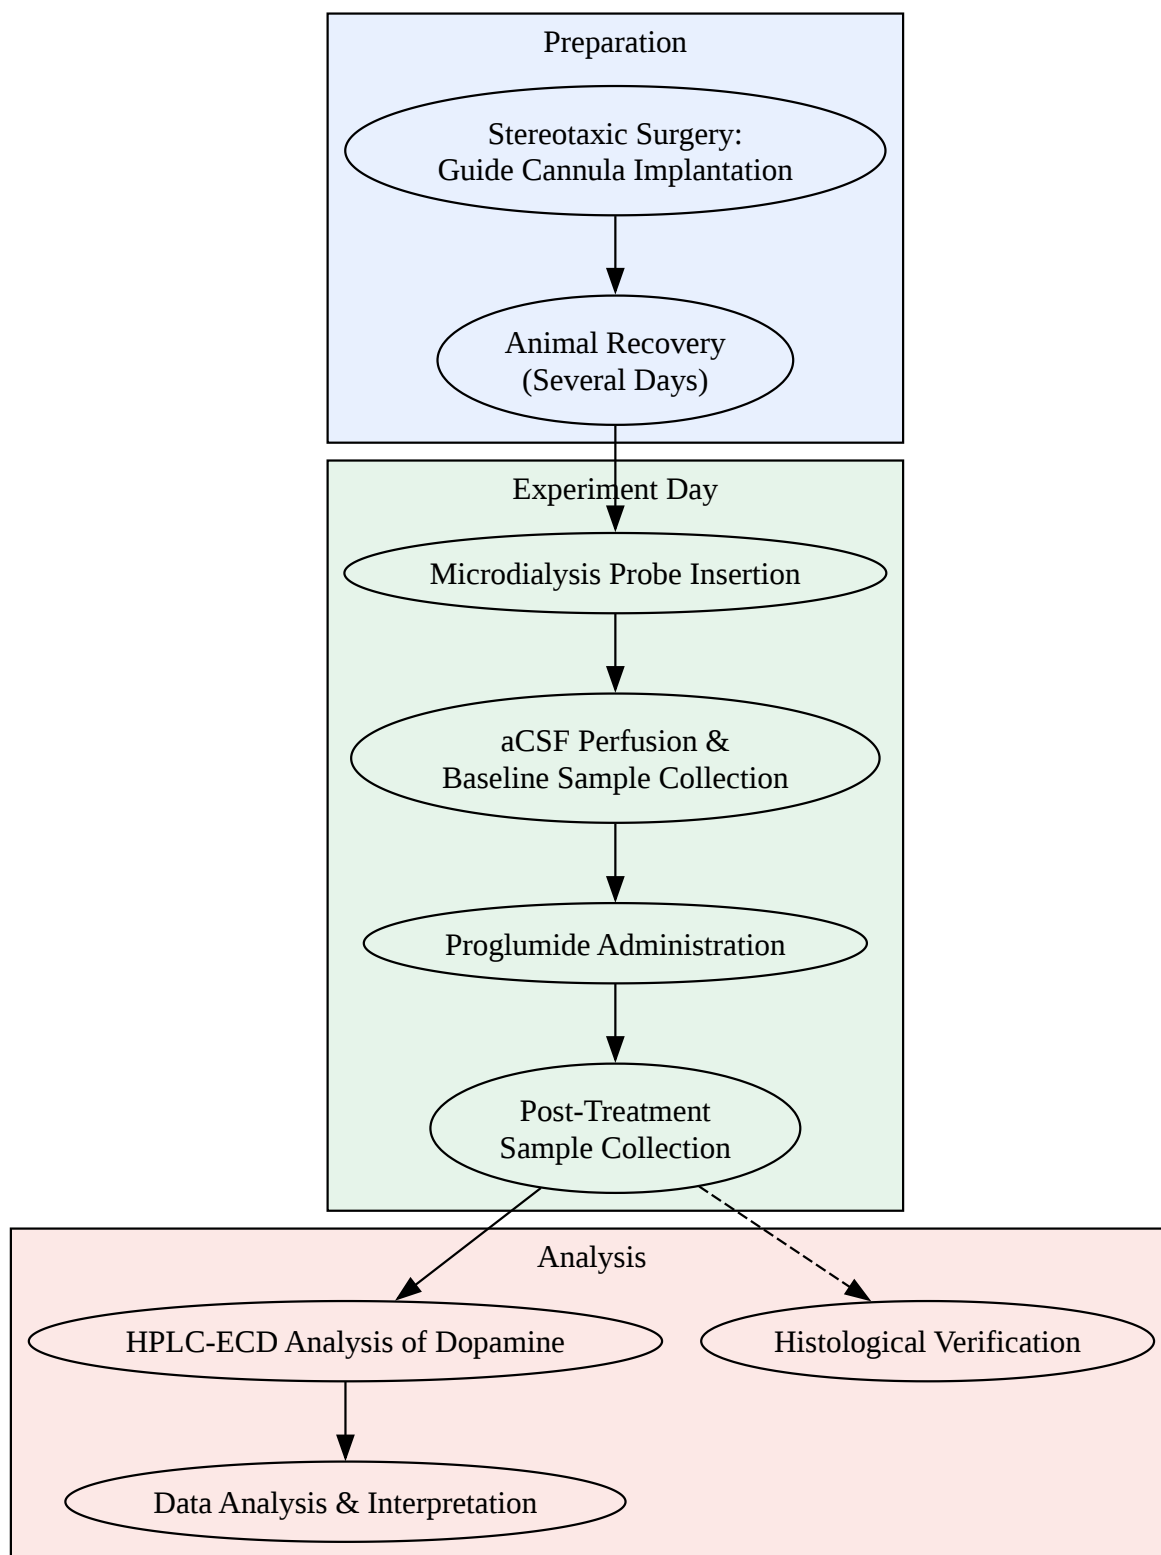 Preparation
Stereotaxic Surgery:
Guide Cannula Implantation
Animal Recovery
(Several Days)
Experiment Day
Microdialysis Probe Insertion
aCSF Perfusion &
Baseline Sample Collection
Proglumide Administration
Post-Treatment
Sample Collection
Analysis
HPLC-ECD Analysis of Dopamine
Histological Verification
Data Analysis & Interpretation